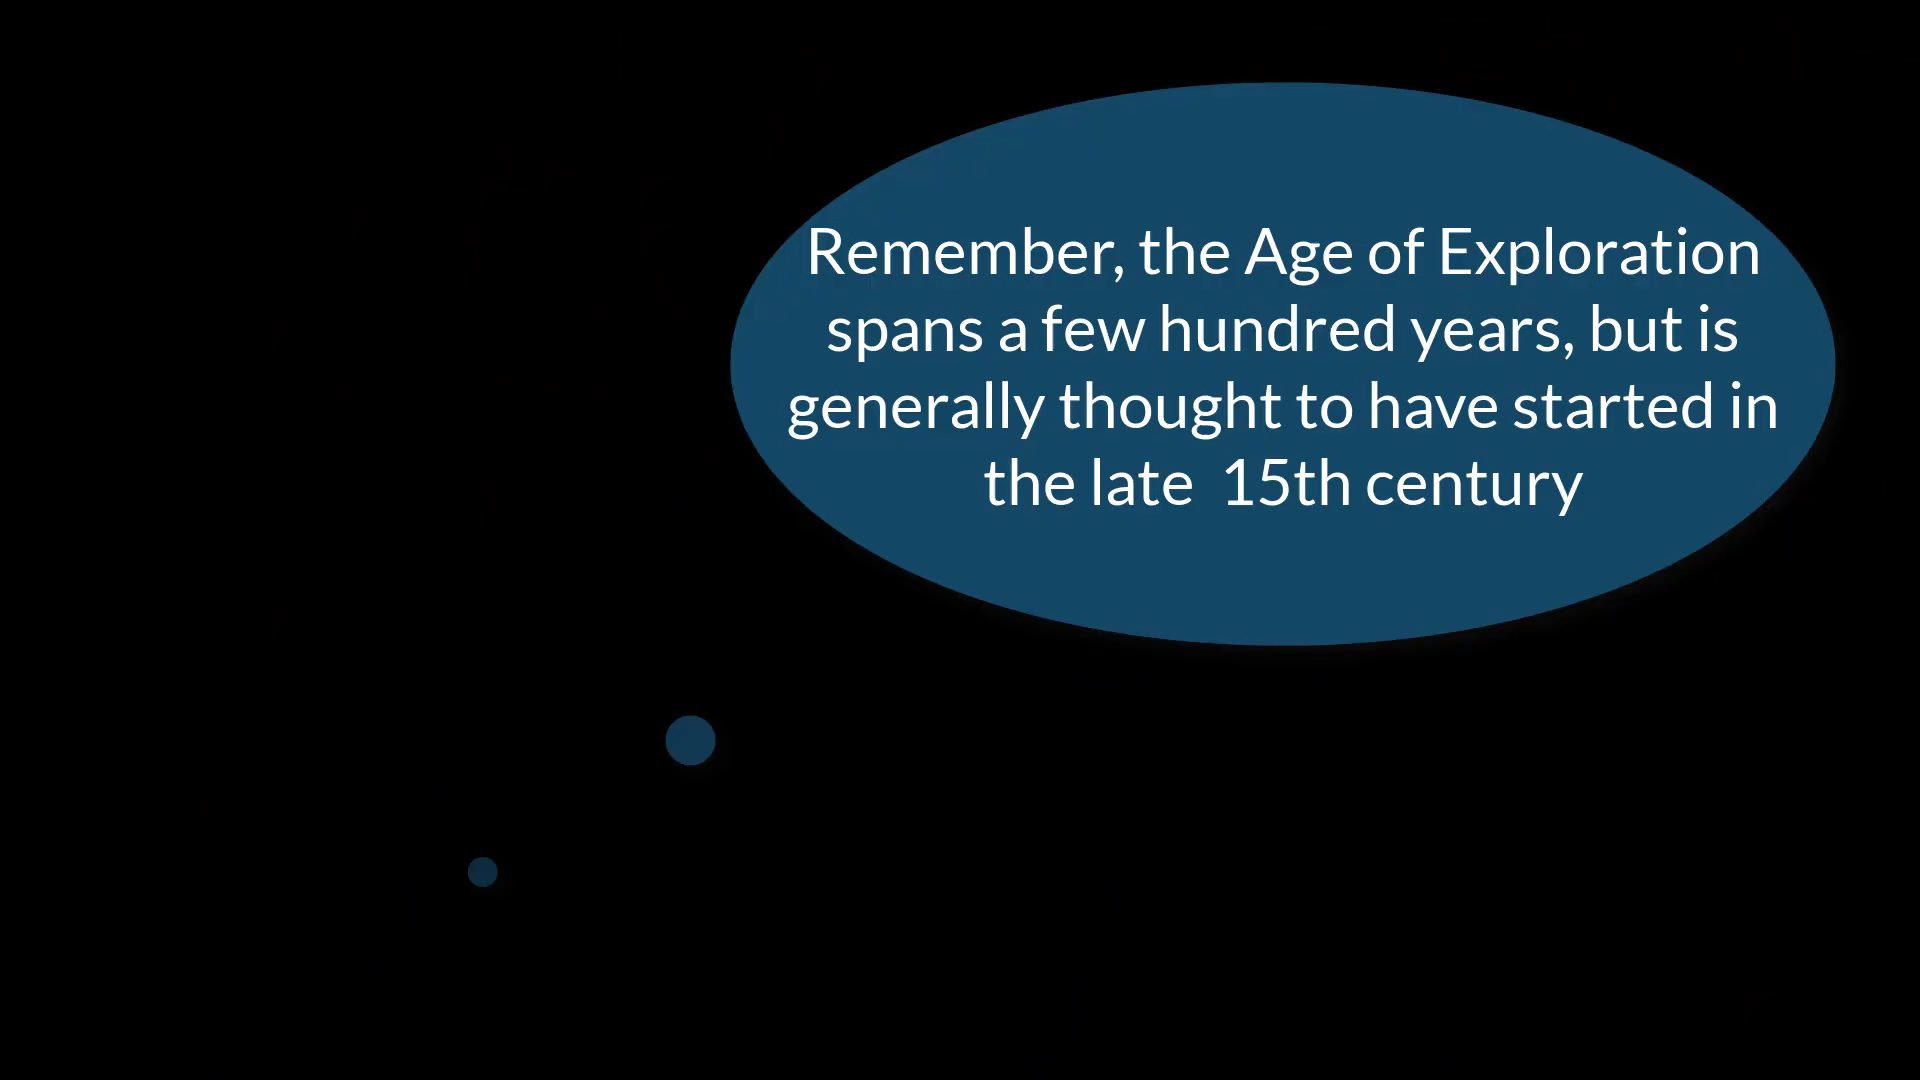 Remember, the Age of Exploration
spans a few hundred years, but is
generally thought to have started in
the late  15th century